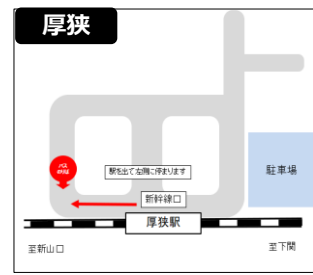 厚狭
駅を出て左側に停まります
駐車場
新幹線口
厚狭駅
至新山口
至下関